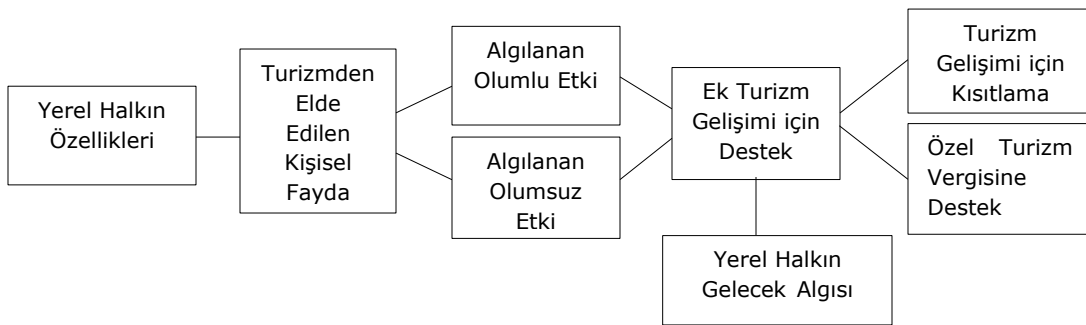 Yerel Halkın
Özellikleri
Turizmden
Elde
Edilen
Kişisel
Fayda
Algılanan
Olumlu Etki
Algılanan
Olumsuz
Etki
Ek Turizm
Gelişimi için
Destek
Yerel Halkın
Gelecek Algısı
Turizm
Gelişimi için
Kısıtlama
Özel Turizm
Vergisine
Destek